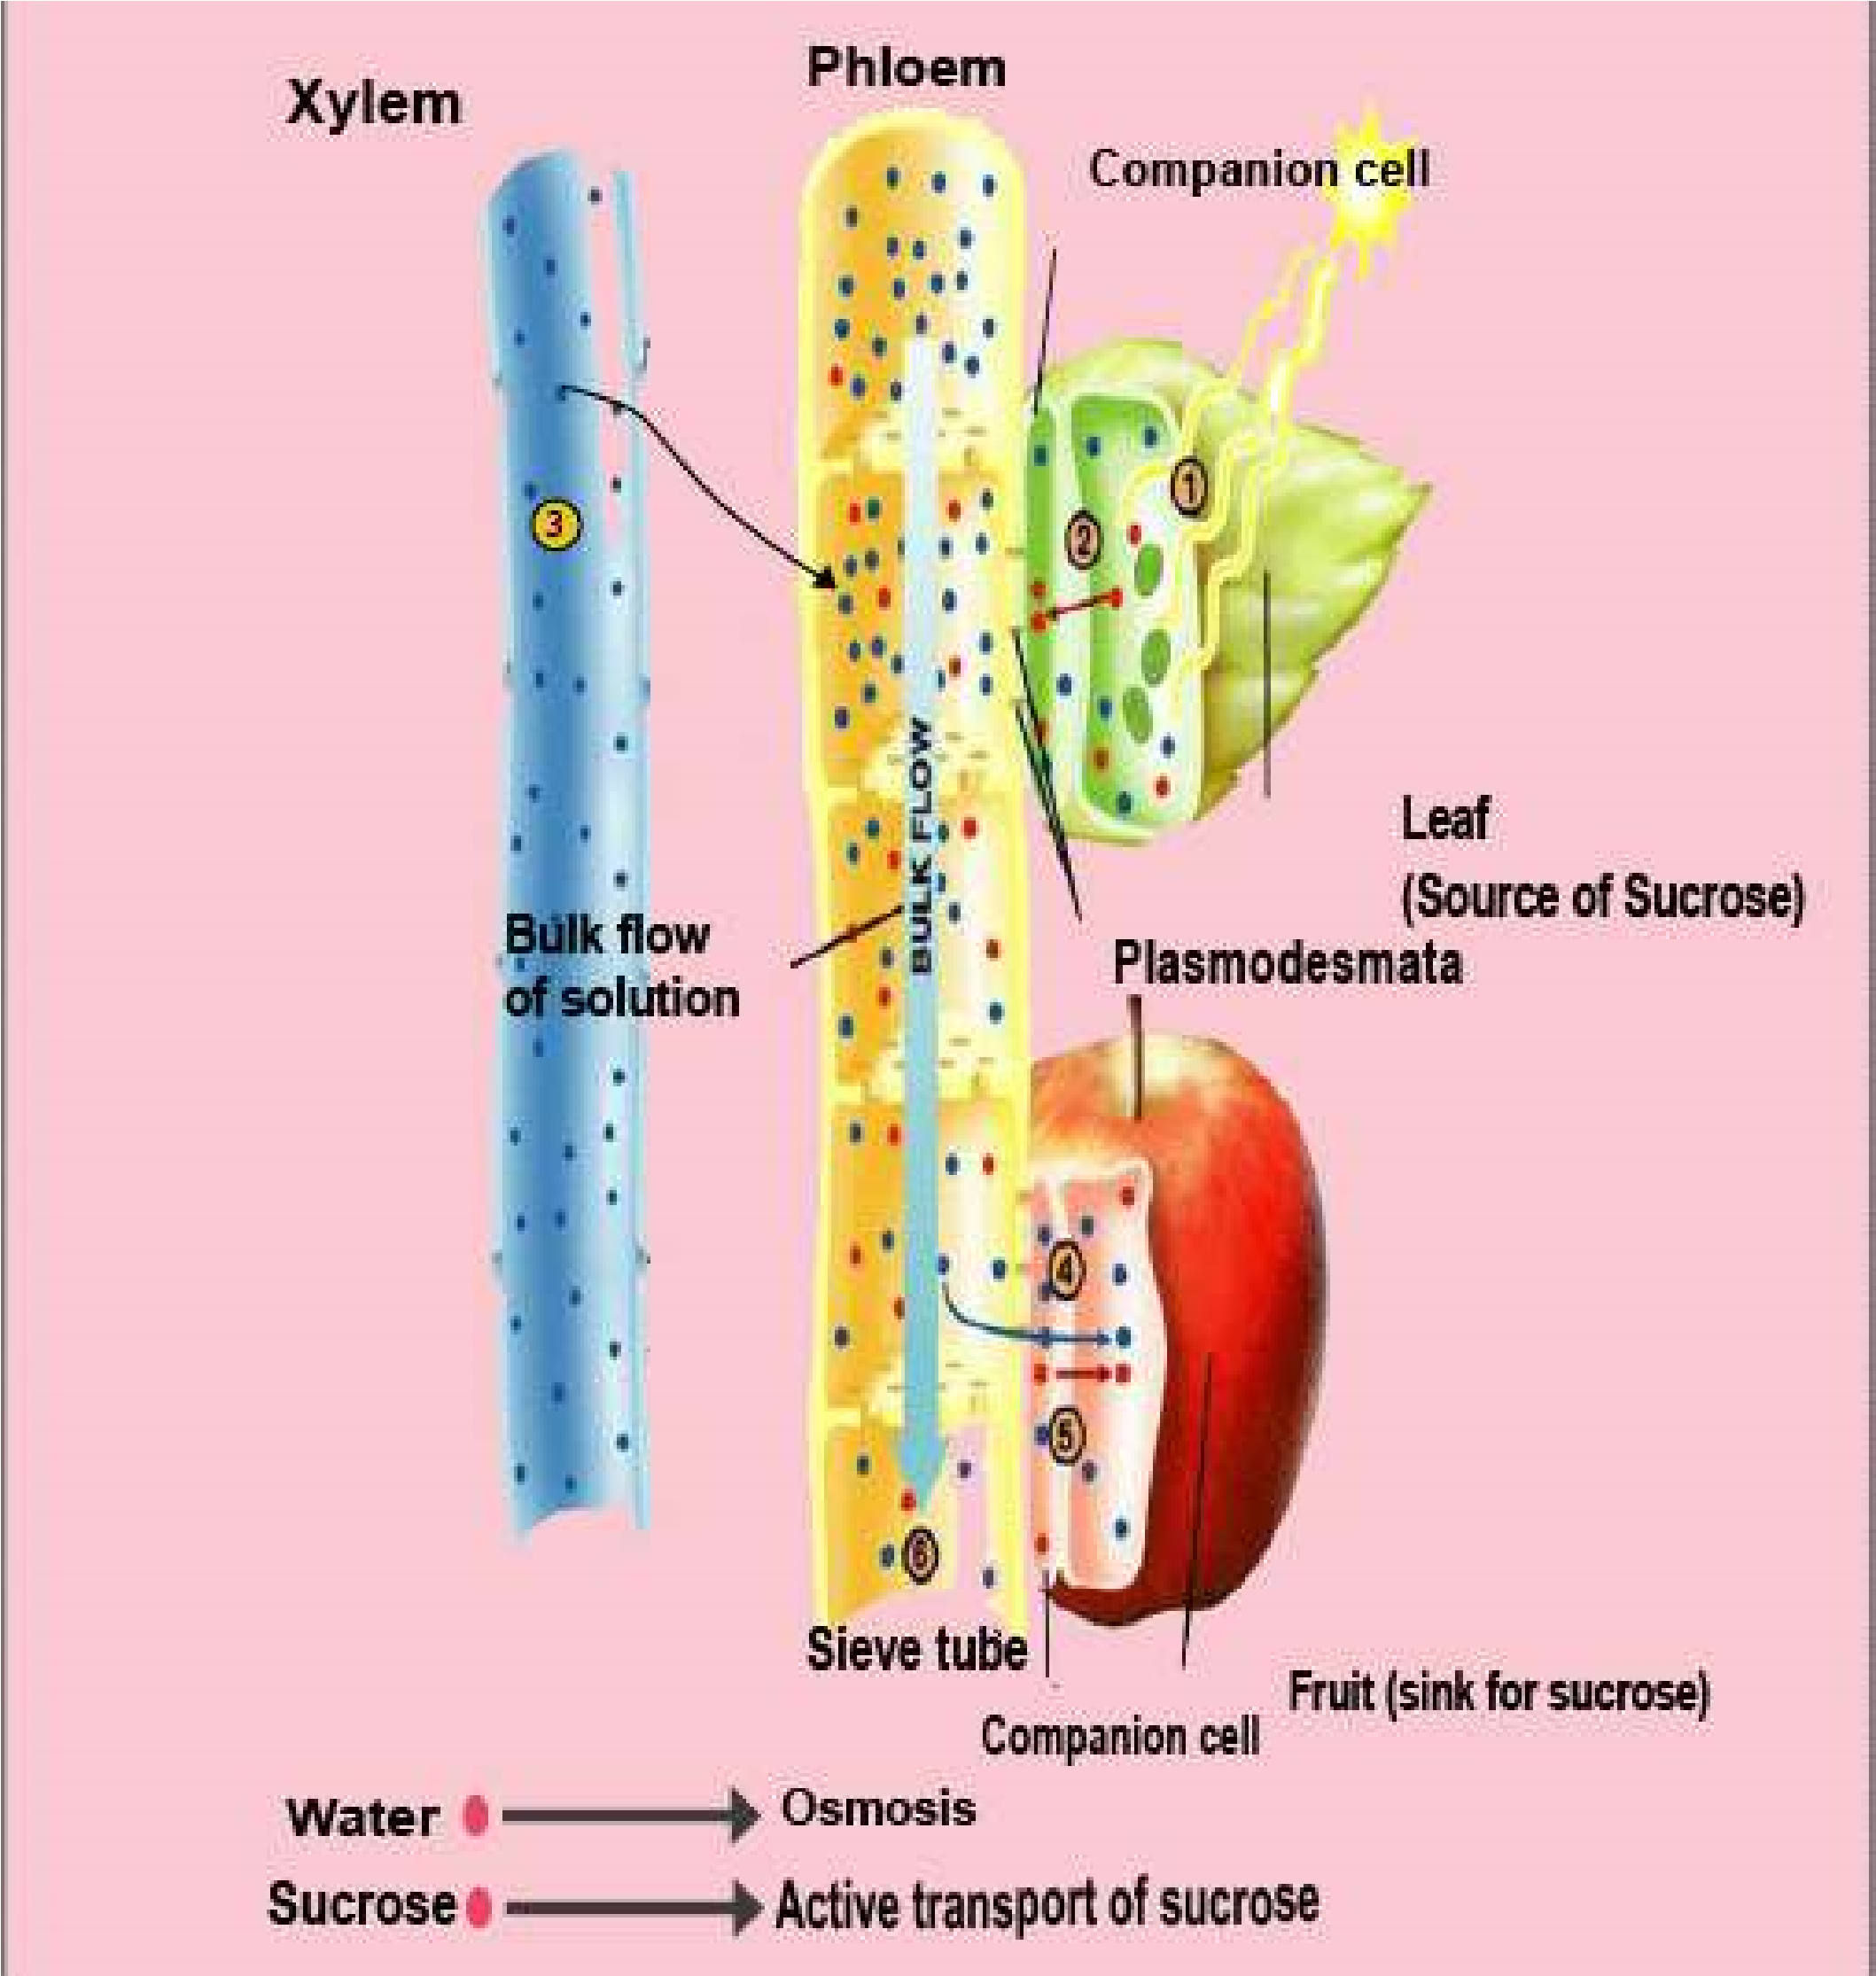 Xylem
Phloem
Companion cell
1
2
3
BULK FLOW
Leaf
(Source of Sucrose)
Bulk flow
of solution
Plasmodesmata
4
5
6
Sieve tube
Fruit (sink for sucrose)
Companion cell
Water
Osmosis
Sucrose
Active transport of sucrose